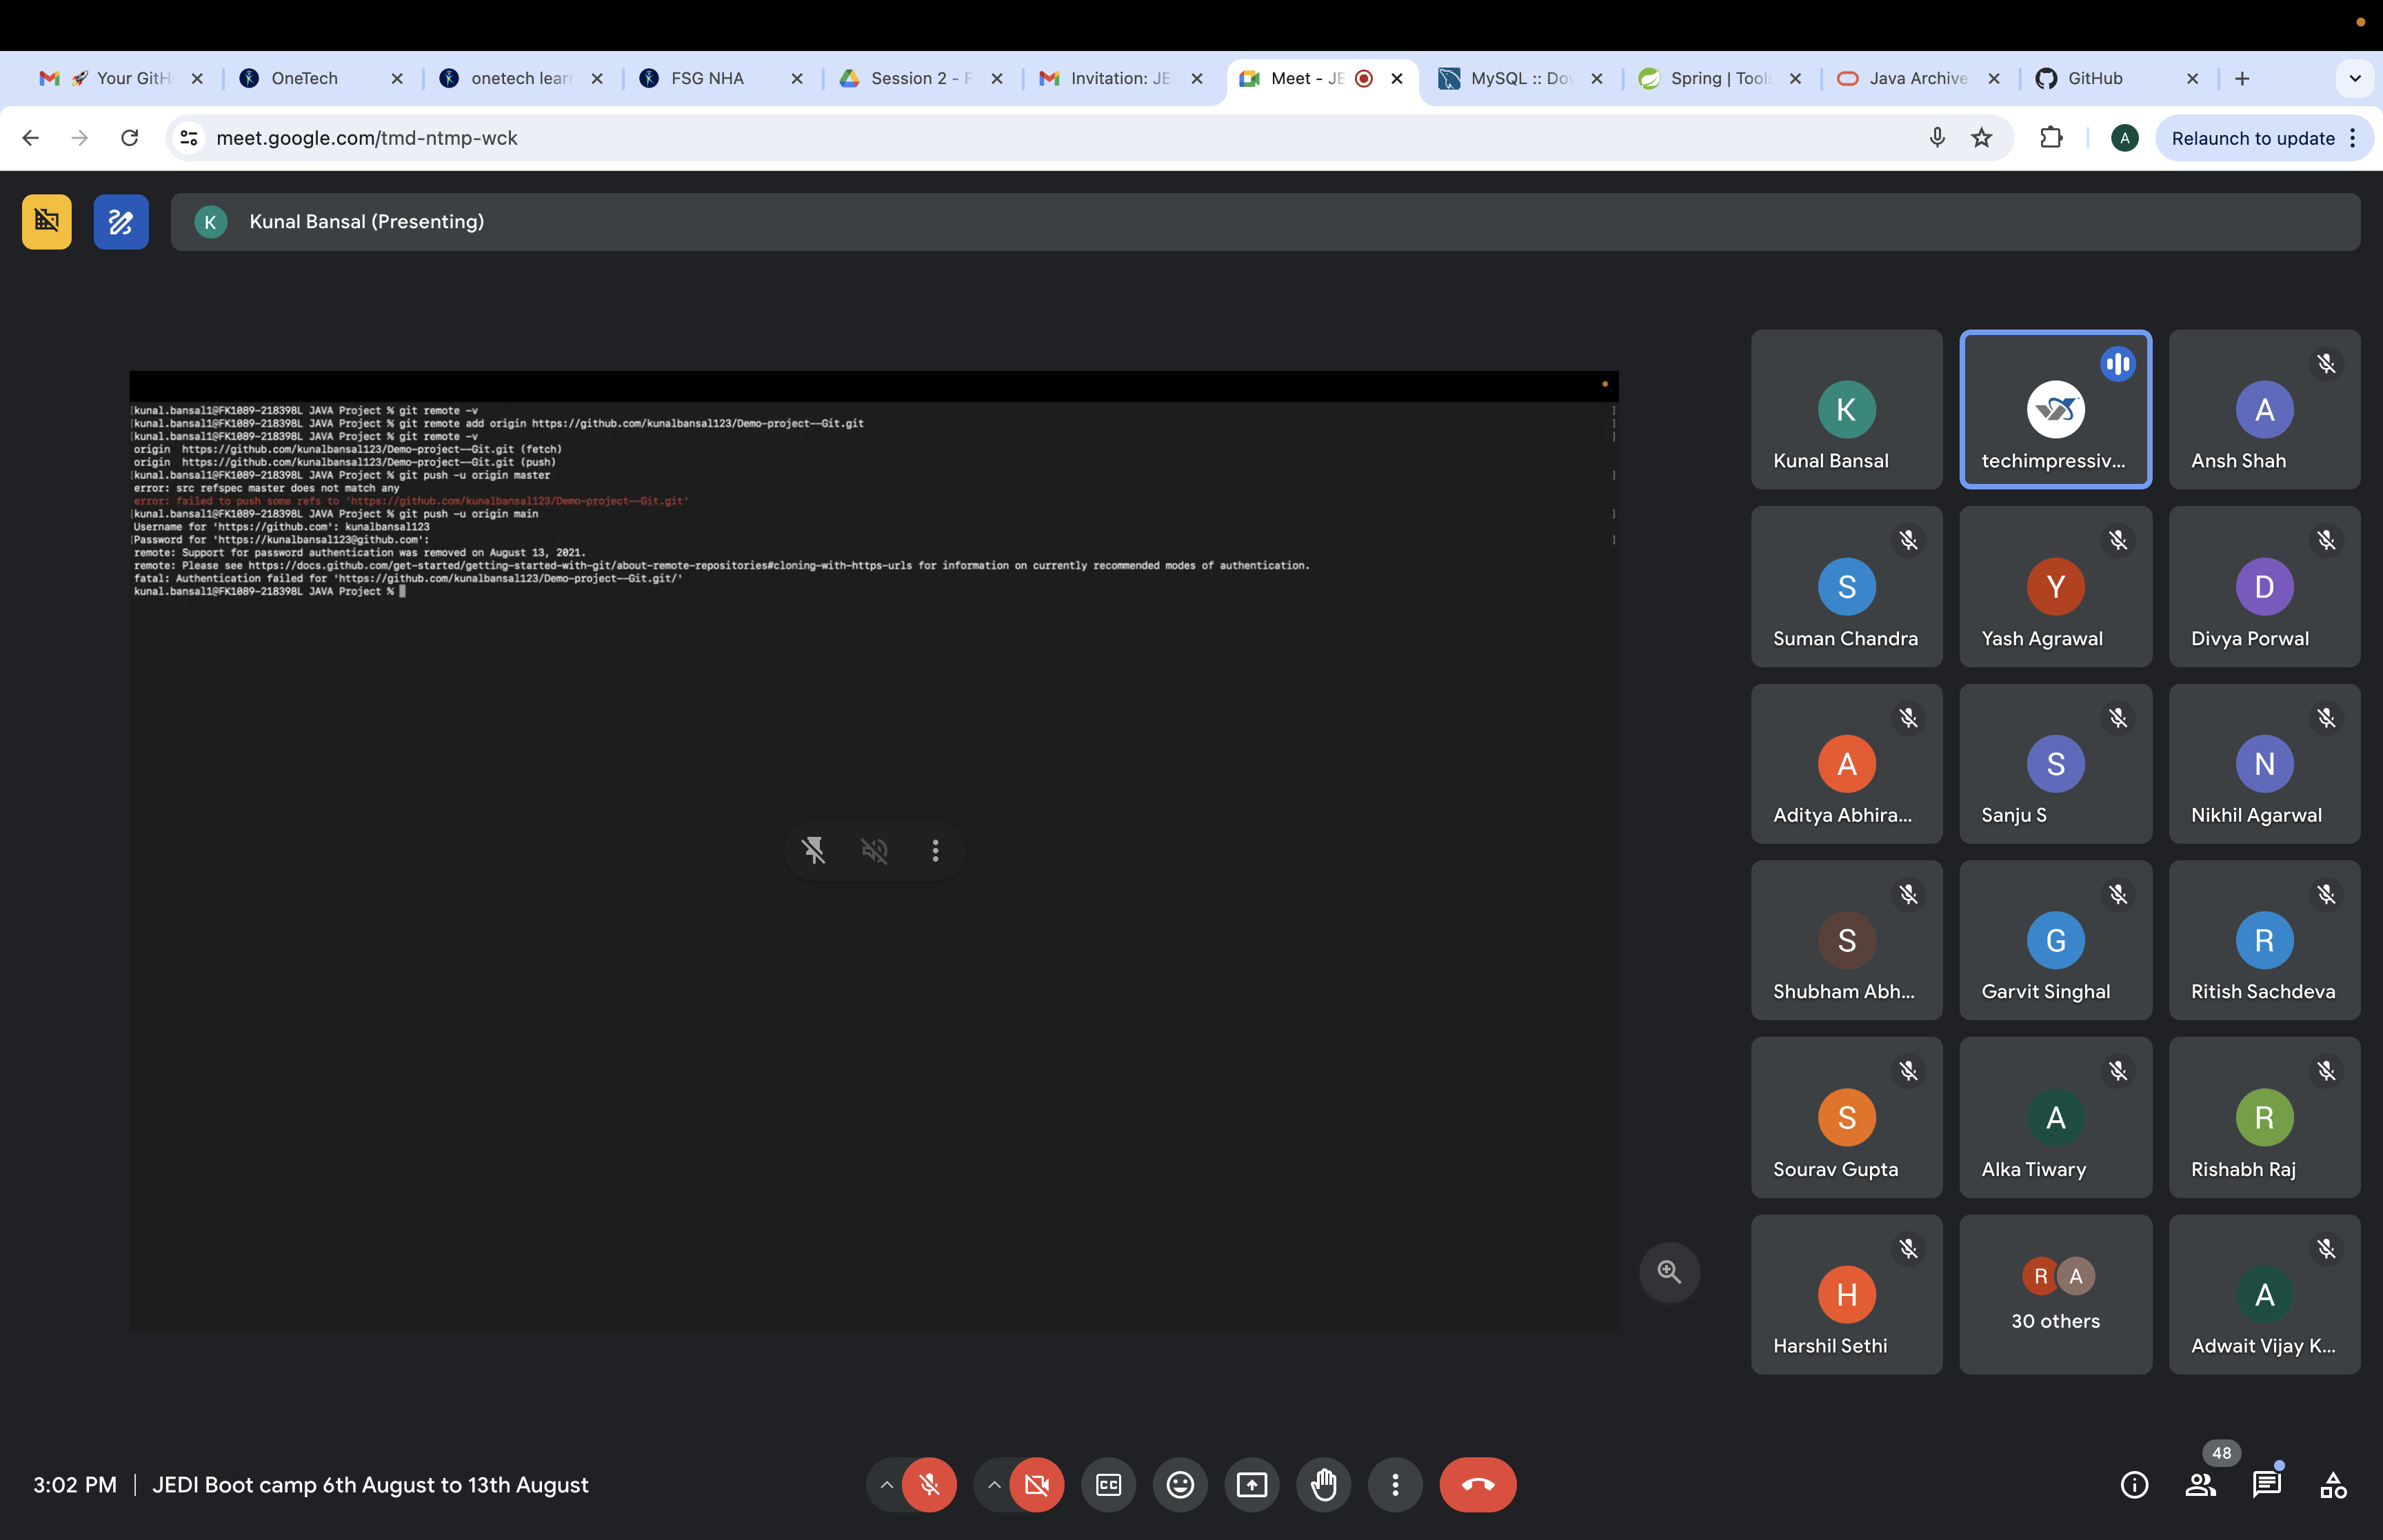 🚀 Your GitH
OneTech
onetech lear
FSG NHA
Session 2 - F
Invitation: JE
Meet - JE
MySQL :: Do
Spring | Tools
Java Archive
GitHub
meet.google.com/tmd-ntmp-wck
A
Relaunch to update
K
Kunal Bansal (Presenting)
[kunal.bansal1@FK1089-218398L JAVA Project % git remote -v ]
[kunal.bansal1@FK1089-218398L JAVA Project % git remote add origin https://github.com/kunalbansal123/Demo-project--Git.git ]
[kunal.bansal1@FK1089-218398L JAVA Project % git remote -v ]
origin https://github.com/kunalbansal123/Demo-project--Git.git (fetch)
origin https://github.com/kunalbansal123/Demo-project--Git.git (push)
[kunal.bansal1@FK1089-218398L JAVA Project % git push -u origin master ]
error: src refspec master does not match any
error: failed to push some refs to 'https://github.com/kunalbansal123/Demo-project--Git.git'
[kunal.bansal1@FK1089-218398L JAVA Project % git push -u origin main ]
Username for 'https://github.com': kunalbansal123
[Password for 'https://kunalbansal123@github.com': ]
remote: Support for password authentication was removed on August 13, 2021.
remote: Please see https://docs.github.com/get-started/getting-started-with-git/about-remote-repositories#cloning-with-https-urls for information on currently recommended modes of authentication.
fatal: Authentication failed for 'https://github.com/kunalbansal123/Demo-project--Git.git/'
kunal.bansal1@FK1089-218398L JAVA Project %
K
Kunal Bansal
techimpressiv...
A
Ansh Shah
S
Suman Chandra
Y
Yash Agrawal
D
Divya Porwal
A
Aditya Abhira...
S
Sanju S
N
Nikhil Agarwal
S
Shubham Abh...
G
Garvit Singhal
R
Ritish Sachdeva
S
Sourav Gupta
A
Alka Tiwary
R
Rishabh Raj
H
Harshil Sethi
R A
30 others
A
Adwait Vijay K...
3:02 PM | JEDI Boot camp 6th August to 13th August
CC
48